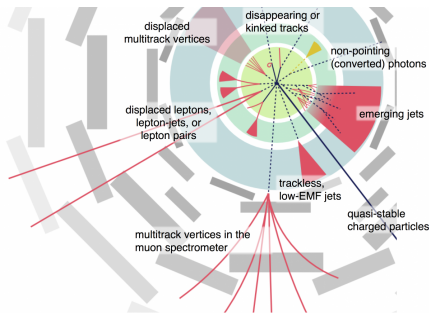 displaced
multitrack vertices
disappearing or
kinked tracks
non-pointing
(converted) photons
displaced leptons,
lepton-jets, or
lepton pairs
emerging jets
trackless,
low-EMF jets
quasi-stable
charged particles
multitrack vertices in the
muon spectrometer